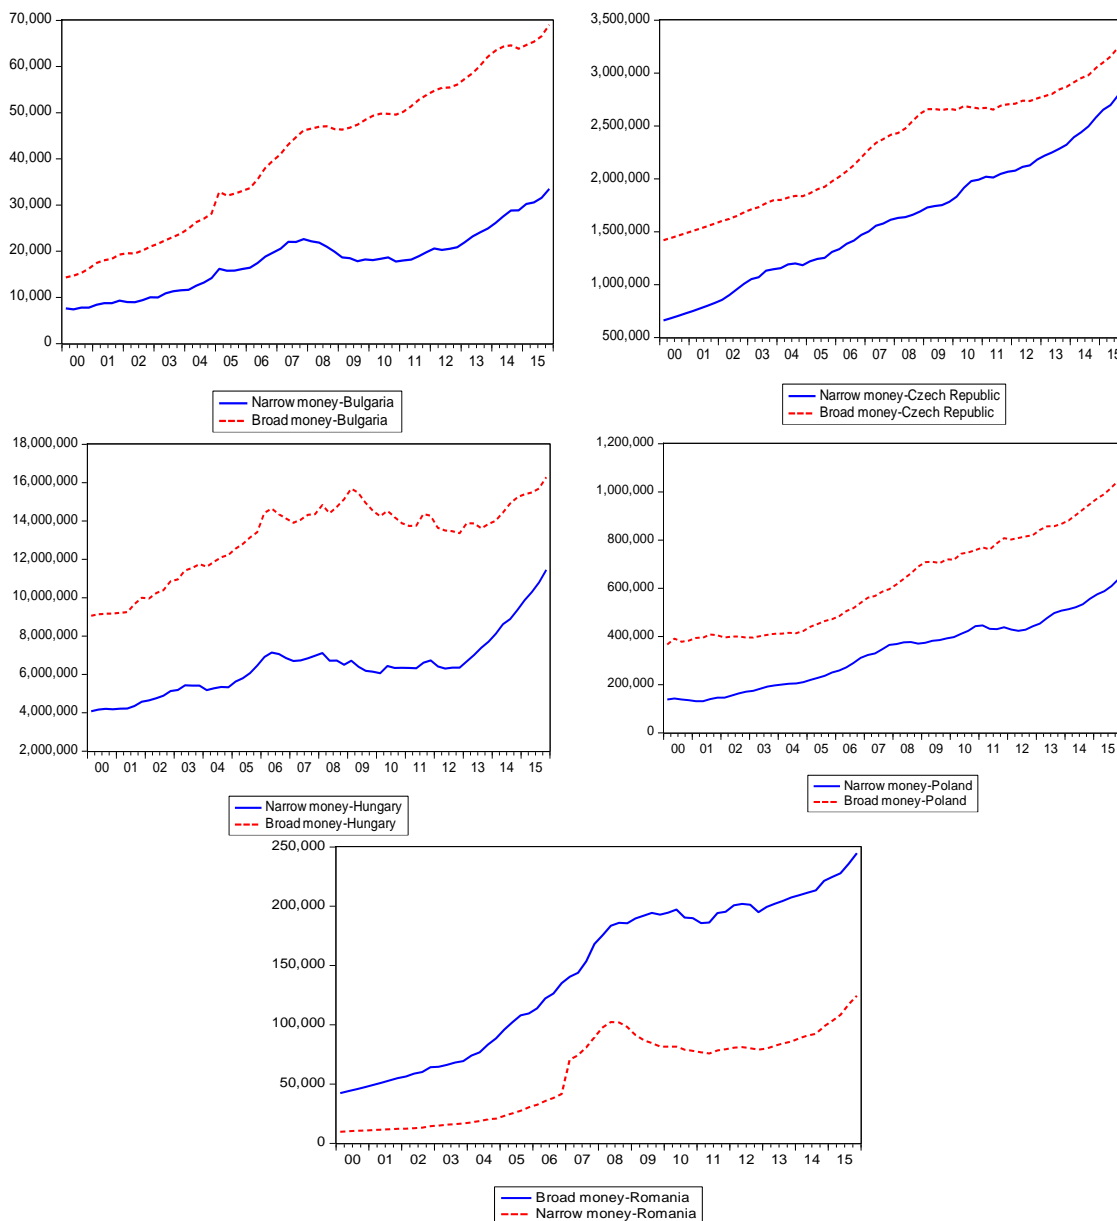 70,000
60,000
50,000
40,000
30,000
20,000
10,000
0
00 01 02 03 04 05 06 07 08 09 10 11 12 13 14 15
Narrow money-Bulgaria
Broad money-Bulgaria
3,500,000
3,000,000
2,500,000
2,000,000
1,500,000
1,000,000
500,000
00 01 02 03 04 05 06 07 08 09 10 11 12 13 14 15
Narrow money-Czech Republic
Broad money-Czech Republic
18,000,000
16,000,000
14,000,000
12,000,000
10,000,000
8,000,000
6,000,000
4,000,000
2,000,000
00 01 02 03 04 05 06 07 08 09 10 11 12 13 14 15
Narrow money-Hungary
Broad money-Hungary
1,200,000
1,000,000
800,000
600,000
400,000
200,000
0
00 01 02 03 04 05 06 07 08 09 10 11 12 13 14 15
Narrow money-Poland
Broad money-Poland
250,000
200,000
150,000
100,000
50,000
0
00 01 02 03 04 05 06 07 08 09 10 11 12 13 14 15
Broad money-Romania
Narrow money-Romania